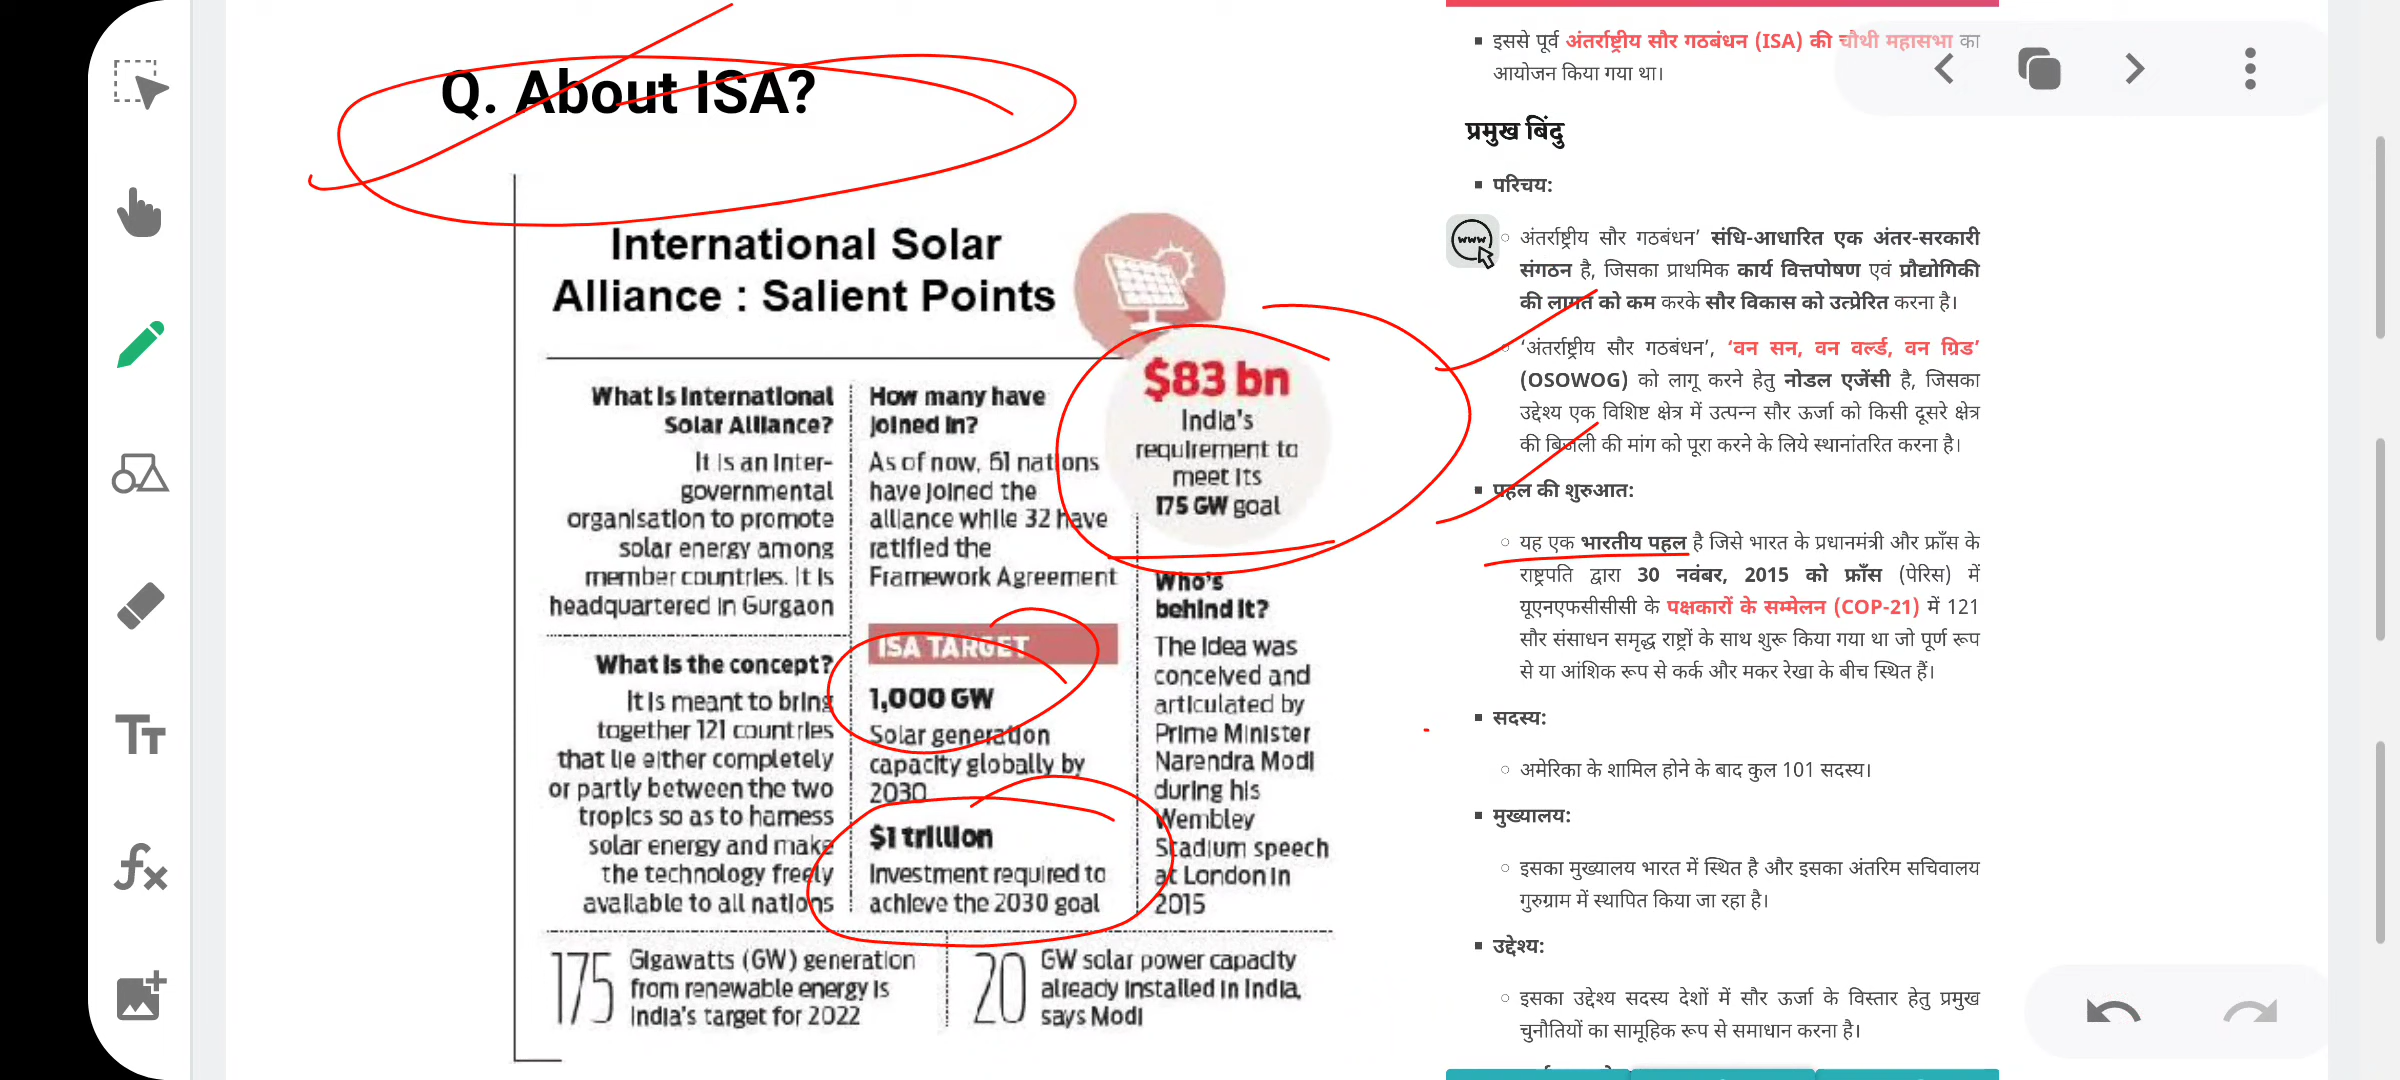 Q. About ISA?
International Solar
Alliance : Salient Points
What is International
Solar Alliance?
It is an inter-
governmental
organisation to promote
solar energy among
member countries. It is
headquartered in Gurgaon
What is the concept?
It is meant to bring
together 121 countries
that lie either completely
or partly between the two
tropics so as to harness
solar energy and make
the technology freely
available to all nations
How many have
joined in?
As of now, 61 nations
have joined the
alliance while 32 have
ratified the
Framework Agreement
ISA TARGET
1,000 GW
Solar generation
capacity globally by
2030
$1 trillion
Investment required to
achieve the 2030 goal
$83 bn
India's
requirement to
meet its
175 GW goal
Who's
behind it?
The idea was
conceived and
articulated by
Prime Minister
Narendra Modi
during his
Wembley
Stadium speech
at London in
2015
175
Gigawatts (GW) generation
from renewable energy is
India's target for 2022
20
GW solar power capacity
already installed in India,
says Modi
इससे पूर्व अंतर्राष्ट्रीय सौर गठबंधन (ISA) की चौथी महासभा का
आयोजन किया गया था।
प्रमुख बिंदु
परिचय:
www
अंतर्राष्ट्रीय सौर गठबंधन’ संधि-आधारित एक अंतर-सरकारी
संगठन है, जिसका प्राथमिक कार्य वित्तपोषण एवं प्रौद्योगिकी
की लागत को कम करके सौर विकास को उत्प्रेरित करना है।
‘अंतर्राष्ट्रीय सौर गठबंधन’, ‘वन सन, वन वर्ल्ड, वन ग्रिड’
(OSOWOG) को लागू करने हेतु नोडल एजेंसी है, जिसका
उद्देश्य एक विशिष्ट क्षेत्र में उत्पन्न सौर ऊर्जा को किसी दूसरे क्षेत्र
की बिजली की मांग को पूरा करने के लिये स्थानांतरित करना है।
पहल की शुरुआत:
यह एक भारतीय पहल है जिसे भारत के प्रधानमंत्री और फ्राँस के
राष्ट्रपति द्वारा 30 नवंबर, 2015 को फ्राँस (पेरिस) में
यूएनएफसीसीसी के पक्षकारों के सम्मेलन (COP-21) में 121
सौर संसाधन समृद्ध राष्ट्रों के साथ शुरू किया गया था जो पूर्ण रूप
से या आंशिक रूप से कर्क और मकर रेखा के बीच स्थित हैं।
सदस्य:
अमेरिका के शामिल होने के बाद कुल 101 सदस्य।
मुख्यालय:
इसका मुख्यालय भारत में स्थित है और इसका अंतरिम सचिवालय
गुरुग्राम में स्थापित किया जा रहा है।
उद्देश्य:
इसका उद्देश्य सदस्य देशों में सौर ऊर्जा के विस्तार हेतु प्रमुख
चुनौतियों का सामूहिक रूप से समाधान करना है।